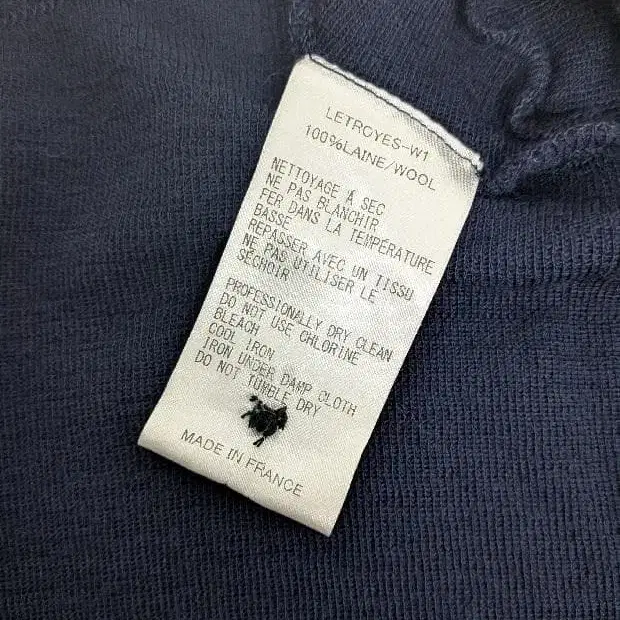 LETROYES-W1
100%LAINE/WOOL
NETTOYAGE A SEC
NE PAS BLANCHIR
FER DANS LA TEMPÉRATURE
BASSE
REPASSER AVEC UN TISSU
NE PAS UTILISER LE
SÉCHOIR
PROFESSIONALLY DRY CLEAN
DO NOT USE CHLORINE
BLEACH
COOL IRON
IRON UNDER DAMP CLOTH
DO NOT TUMBLE DRY
MADE IN FRANCE